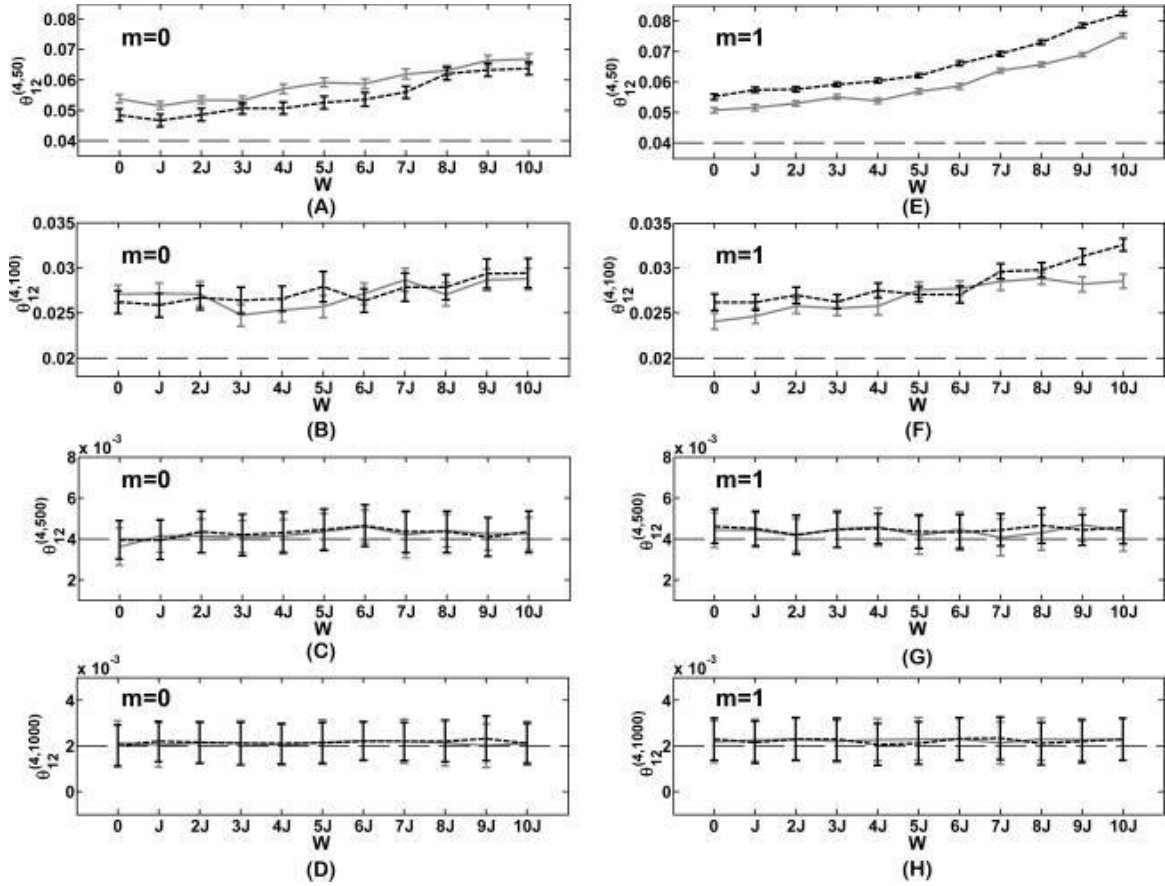 m=0
0.08
0.07
0.06
0.05
0.04
θ12^(4,50)
0 J 2J 3J 4J 5J 6J 7J 8J 9J 10J
W
(A)
m=1
0.08
0.07
0.06
0.05
0.04
θ12^(4,50)
0 J 2J 3J 4J 5J 6J 7J 8J 9J 10J
W
(E)
m=0
0.035
0.03
0.025
0.02
θ12^(4,100)
0 J 2J 3J 4J 5J 6J 7J 8J 9J 10J
W
(B)
m=1
0.035
0.03
0.025
0.02
θ12^(4,100)
0 J 2J 3J 4J 5J 6J 7J 8J 9J 10J
W
(F)
x 10^-3
m=0
8
6
4
2
θ12^(4,500)
0 J 2J 3J 4J 5J 6J 7J 8J 9J 10J
W
(C)
x 10^-3
m=1
8
6
4
2
θ12^(4,500)
0 J 2J 3J 4J 5J 6J 7J 8J 9J 10J
W
(G)
x 10^-3
m=0
4
2
0
θ12^(4,1000)
0 J 2J 3J 4J 5J 6J 7J 8J 9J 10J
W
(D)
x 10^-3
m=1
4
2
0
θ12^(4,1000)
0 J 2J 3J 4J 5J 6J 7J 8J 9J 10J
W
(H)